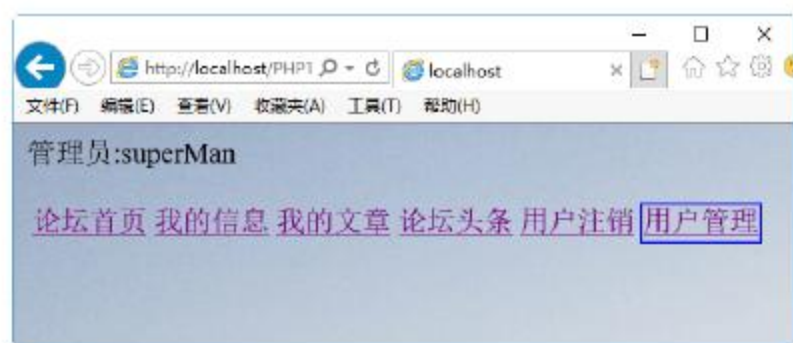 http://localhost/PHP1
localhost
文件(F) 编辑(E) 查看(V) 收藏夹(A) 工具(T) 帮助(H)
管理员:superMan
论坛首页 我的信息 我的文章 论坛头条 用户注销 用户管理